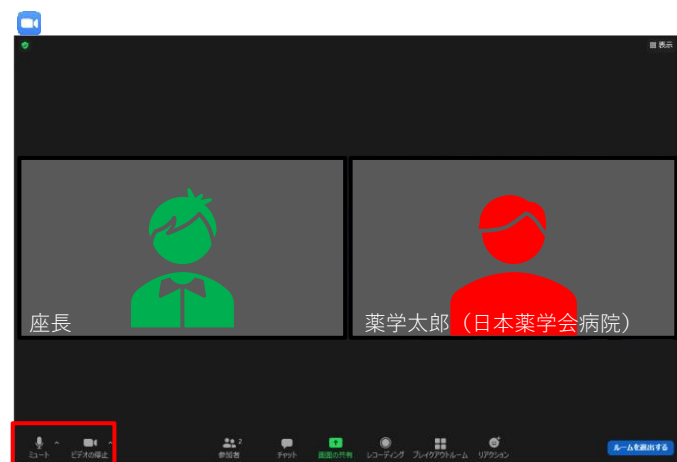 表示
座長
薬学太郎（日本薬学会病院）
ミュート
ビデオの停止
2
参加者
チャット
画面の共有
レコーディング
ブレイクアウトルーム
リアクション
ルームを退出する